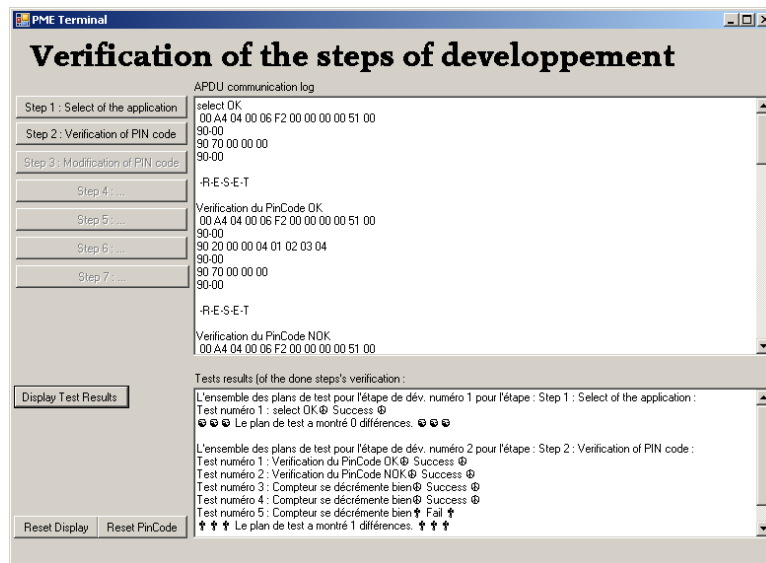 PME Terminal
Verification of the steps of developpement
APDU communication log
Step 1 : Select of the application
Step 2 : Verification of PIN code
Step 3 : Modification of PIN code
Step 4 : ...
Step 5 : ...
Step 6 : ...
Step 7 : ...
select OK
00 A4 04 00 06 F2 00 00 00 00 51 00
90-00
90 70 00 00 00
90-00
-R-E-S-E-T
Verification du PinCode OK
00 A4 04 00 06 F2 00 00 00 00 51 00
90-00
90 20 00 00 04 01 02 03 04
90-00
90 70 00 00 00
90-00
-R-E-S-E-T
Verification du PinCode NOK
00 A4 04 00 06 F2 00 00 00 00 51 00
Tests results (of the done steps's verification :
Display Test Results
L'ensemble des plans de test pour l'étape de dév. numéro 1 pour l'étape : Step 1 : Select of the application :
Test numéro 1 : select OK☮ Success ☮
☯ ☯ ☯ Le plan de test a montré 0 différences. ☯ ☯ ☯
L'ensemble des plans de test pour l'étape de dév. numéro 2 pour l'étape : Step 2 : Verification of PIN code :
Test numéro 1 : Verification du PinCode OK☮ Success ☮
Test numéro 2 : Verification du PinCode NOK☮ Success ☮
Test numéro 3 : Compteur se décrémente bien☮ Success ☮
Test numéro 4 : Compteur se décrémente bien☮ Success ☮
Test numéro 5 : Compteur se décrémente bien✝ Fail ✝
✝ ✝ ✝ Le plan de test a montré 1 différences. ✝ ✝ ✝
Reset Display
Reset PinCode